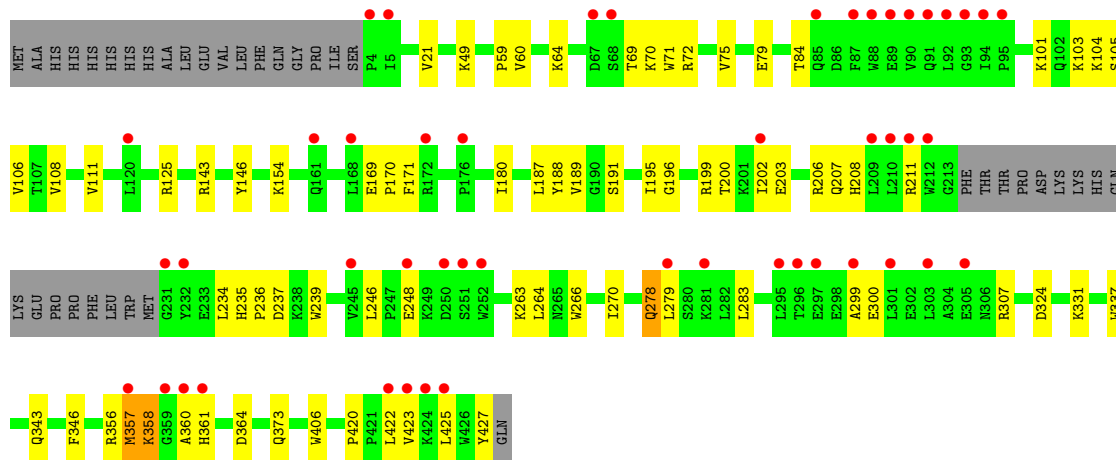 MET ALA HIS HIS HIS HIS HIS HIS ALA LEU GLU VAL LEU PHE GLN GLY PRO ILE SER P4 I5 V21 K49 P59 V60 K64 D67 S68 T69 K70 W71 R72 V75 E79 T84 Q85 D86 F87 W88 E89 V90 Q91 L92 G93 I94 P95 K101 Q102 K103 K104 S105
V106 T107 V108 V111 L120 R125 R143 Y146 K154 Q161 L168 E169 P170 F171 R172 P176 I180 L187 Y188 V189 G190 S191 I195 G196 R199 T200 K201 I202 E203 R206 Q207 H208 L209 L210 R211 W212 G213 PHE THR THR PRO ASP LYS LYS HIS GLN
LYS GLU PRO PRO PHE LEU TRP MET G231 Y232 E233 L234 H235 P236 D237 K238 W239 V245 L246 P247 E248 K249 D250 S251 W252 K263 L264 N265 W266 I270 Q278 L279 S280 K281 L282 L283 L295 T296 E297 E298 A299 E300 L301 E302 L303 A304 E305 N306 R307 D324 K331 W337
Q343 F346 R356 M357 K358 G359 A360 H361 D364 Q373 W406 P420 P421 L422 V423 K424 L425 W426 Y427 GLN